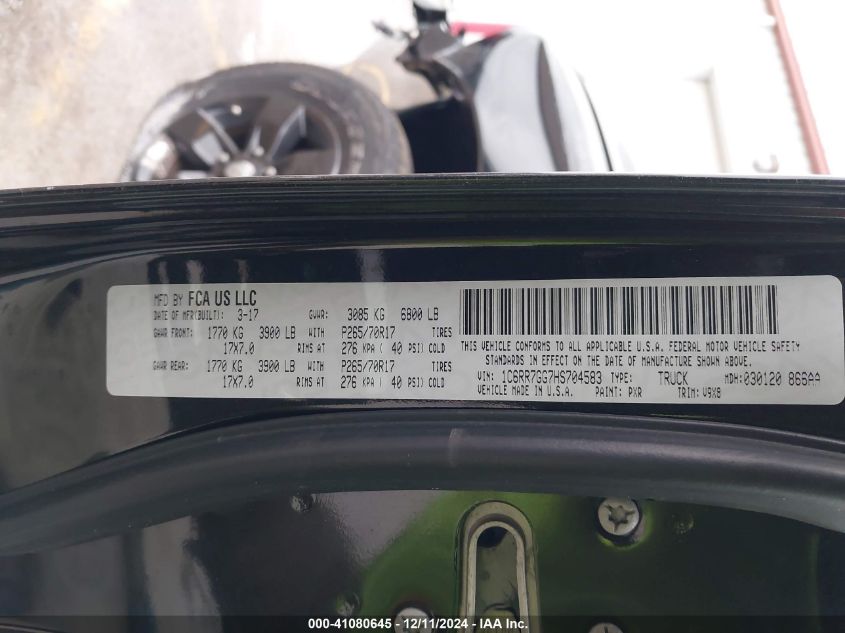 MFD BY FCA US LLC
DATE OF MFR(BUILT): 3-17 GVWR: 3085 KG 6800 LB
GAWR FRONT: 1770 KG 3900 LB WITH P265/70R17 TIRES
17X7.0 RIMS AT 276 KPA ( 40 PSI) COLD
GAWR REAR: 1770 KG 3900 LB WITH P265/70R17 TIRES
17X7.0 RIMS AT 276 KPA ( 40 PSI) COLD
THIS VEHICLE CONFORMS TO ALL APPLICABLE U.S.A. FEDERAL MOTOR VEHICLE SAFETY
STANDARDS IN EFFECT ON THE DATE OF MANUFACTURE SHOWN ABOVE.
VIN: 1C6RR7GG7HS704583 TYPE: TRUCK MDH: 030120 866AA
VEHICLE MADE IN U.S.A. PAINT: PXR TRIM: V9X8
000-41080645 - 12/11/2024 - IAA Inc.